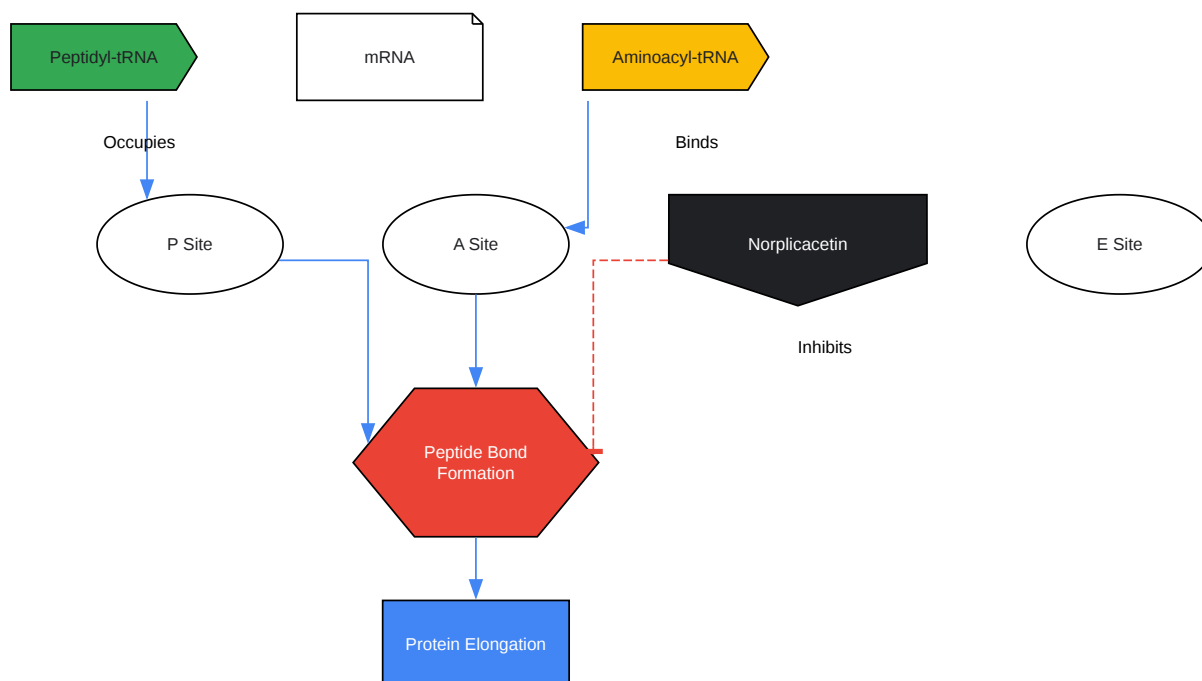 Peptidyl-tRNA
mRNA
Aminoacyl-tRNA
Occupies
Binds
P Site
A Site
Norplicacetin
E Site
Inhibits
Peptide Bond
Formation
Protein Elongation